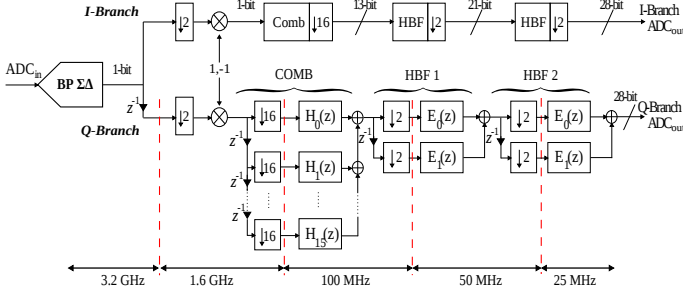 I-Branch
↓2
1-bit
Comb ↓16
13-bit
HBF ↓2
21-bit
HBF ↓2
28-bit
I-Branch
ADCout
ADCin
BP ΣΔ
1-bit
1,-1
z-1
Q-Branch
↓2
COMB
HBF 1
HBF 2
↓16
H0(z)
z-1
↓16
H1(z)
z-1
z-1
↓16
H15(z)
↓2
E0(z)
z-1
↓2
E1(z)
↓2
E0(z)
z-1
↓2
E1(z)
28-bit
Q-Branch
ADCout
3.2 GHz
1.6 GHz
100 MHz
50 MHz
25 MHz